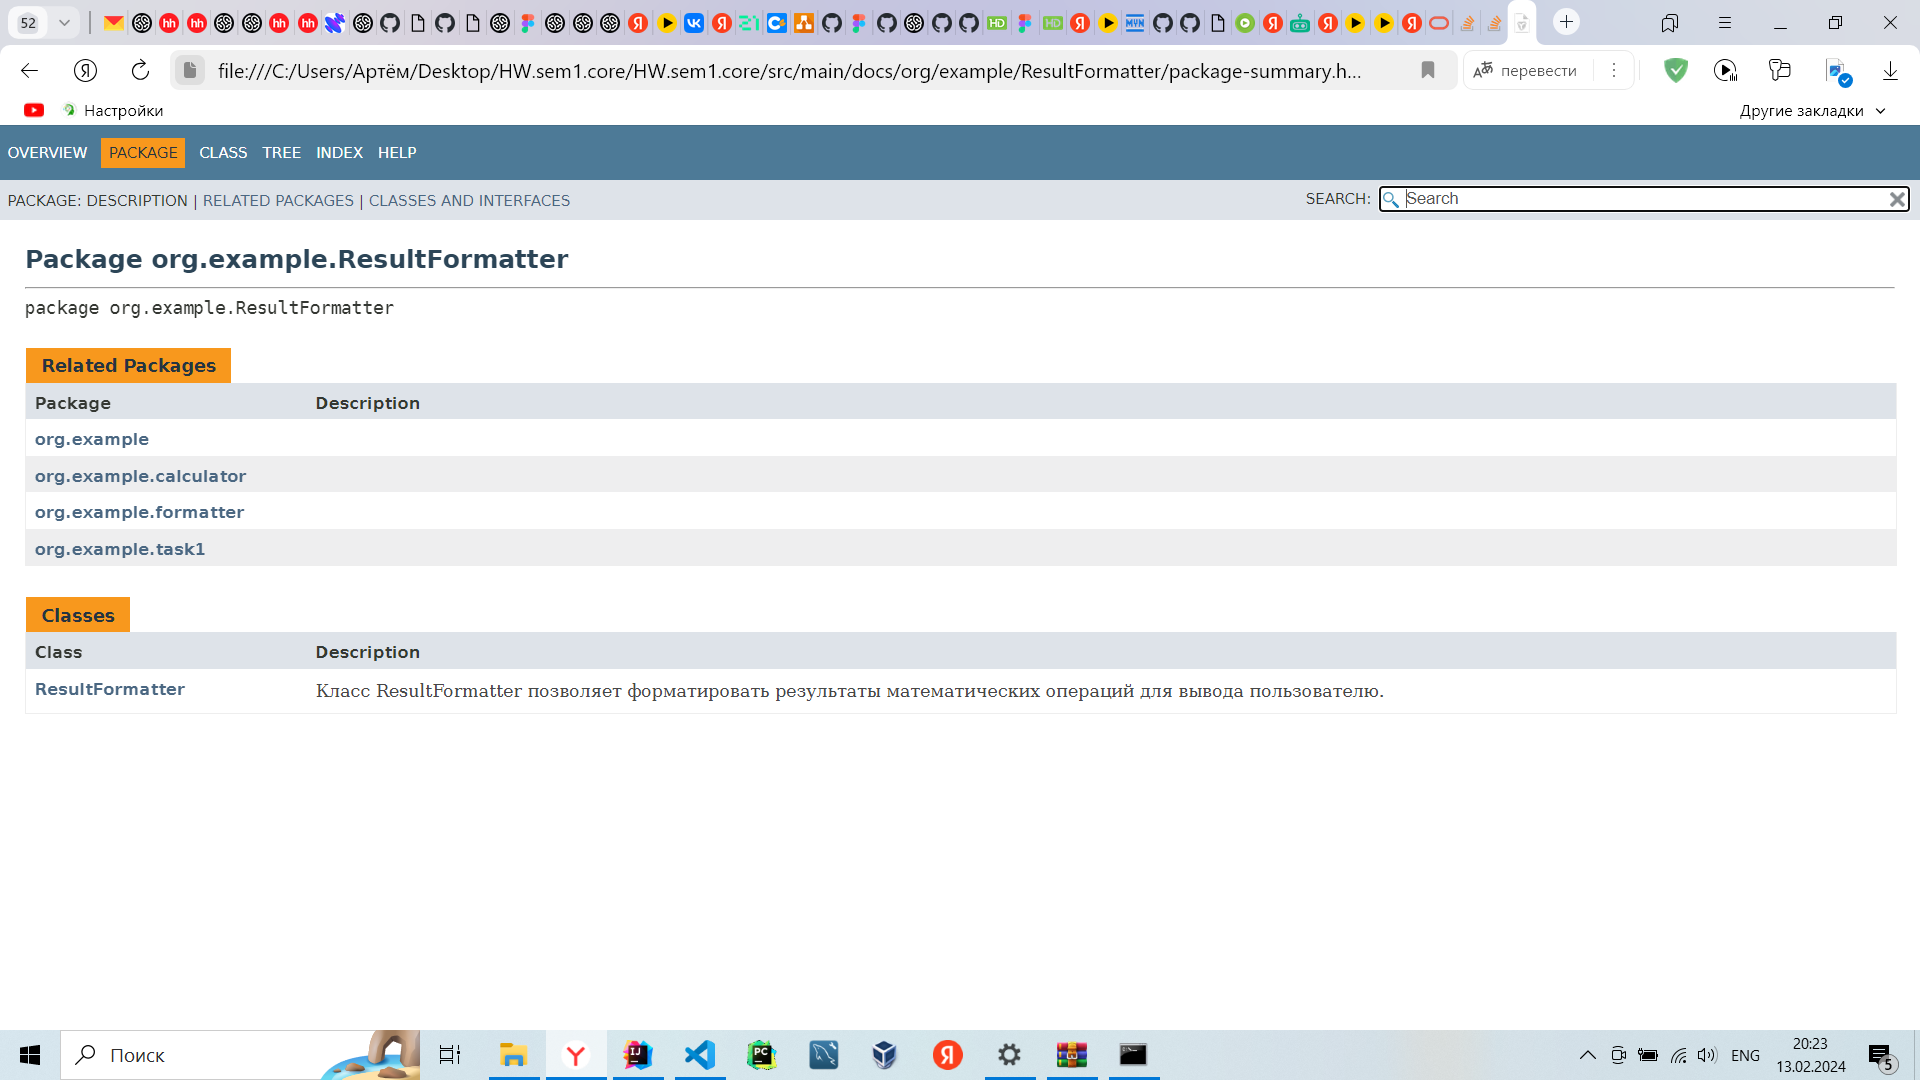 52
file:///C:/Users/Артём/Desktop/HW.sem1.core/HW.sem1.core/src/main/docs/org/example/ResultFormatter/package-summary.h...
перевести
Настройки
Другие закладки
OVERVIEW PACKAGE CLASS TREE INDEX HELP
PACKAGE: DESCRIPTION | RELATED PACKAGES | CLASSES AND INTERFACES
SEARCH: Search
Package org.example.ResultFormatter
package org.example.ResultFormatter
Related Packages
Package Description
org.example
org.example.calculator
org.example.formatter
org.example.task1
Classes
Class Description
ResultFormatter Класс ResultFormatter позволяет форматировать результаты математических операций для вывода пользователю.
Поиск
ENG
20:23
13.02.2024
5